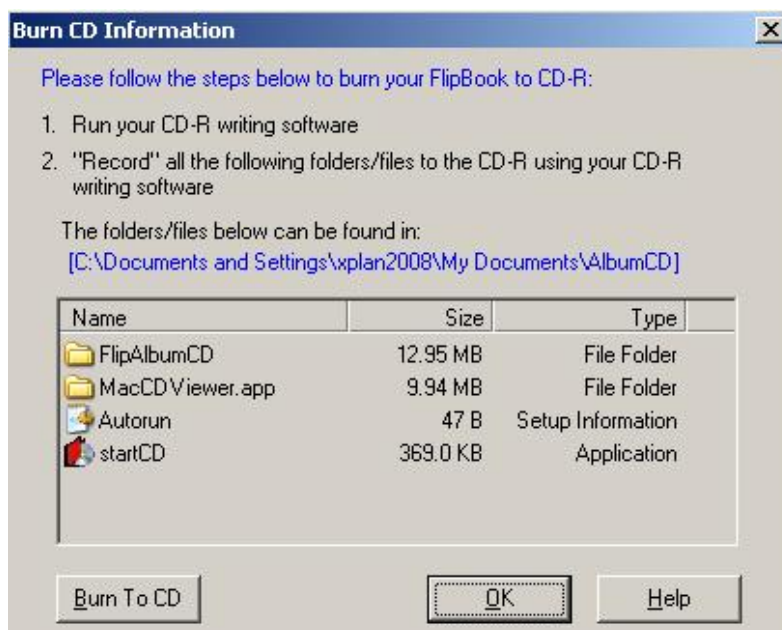 Burn CD Information
Please follow the steps below to burn your FlipBook to CD-R:
1. Run your CD-R writing software
2. "Record" all the following folders/files to the CD-R using your CD-R
writing software
The folders/files below can be found in:
[C:\Documents and Settings\xplan2008\My Documents\AlbumCD]
Name Size Type
FlipAlbumCD 12.95 MB File Folder
MacCDViewer.app 9.94 MB File Folder
Autorun 47 B Setup Information
startCD 369.0 KB Application
Burn To CD OK Help